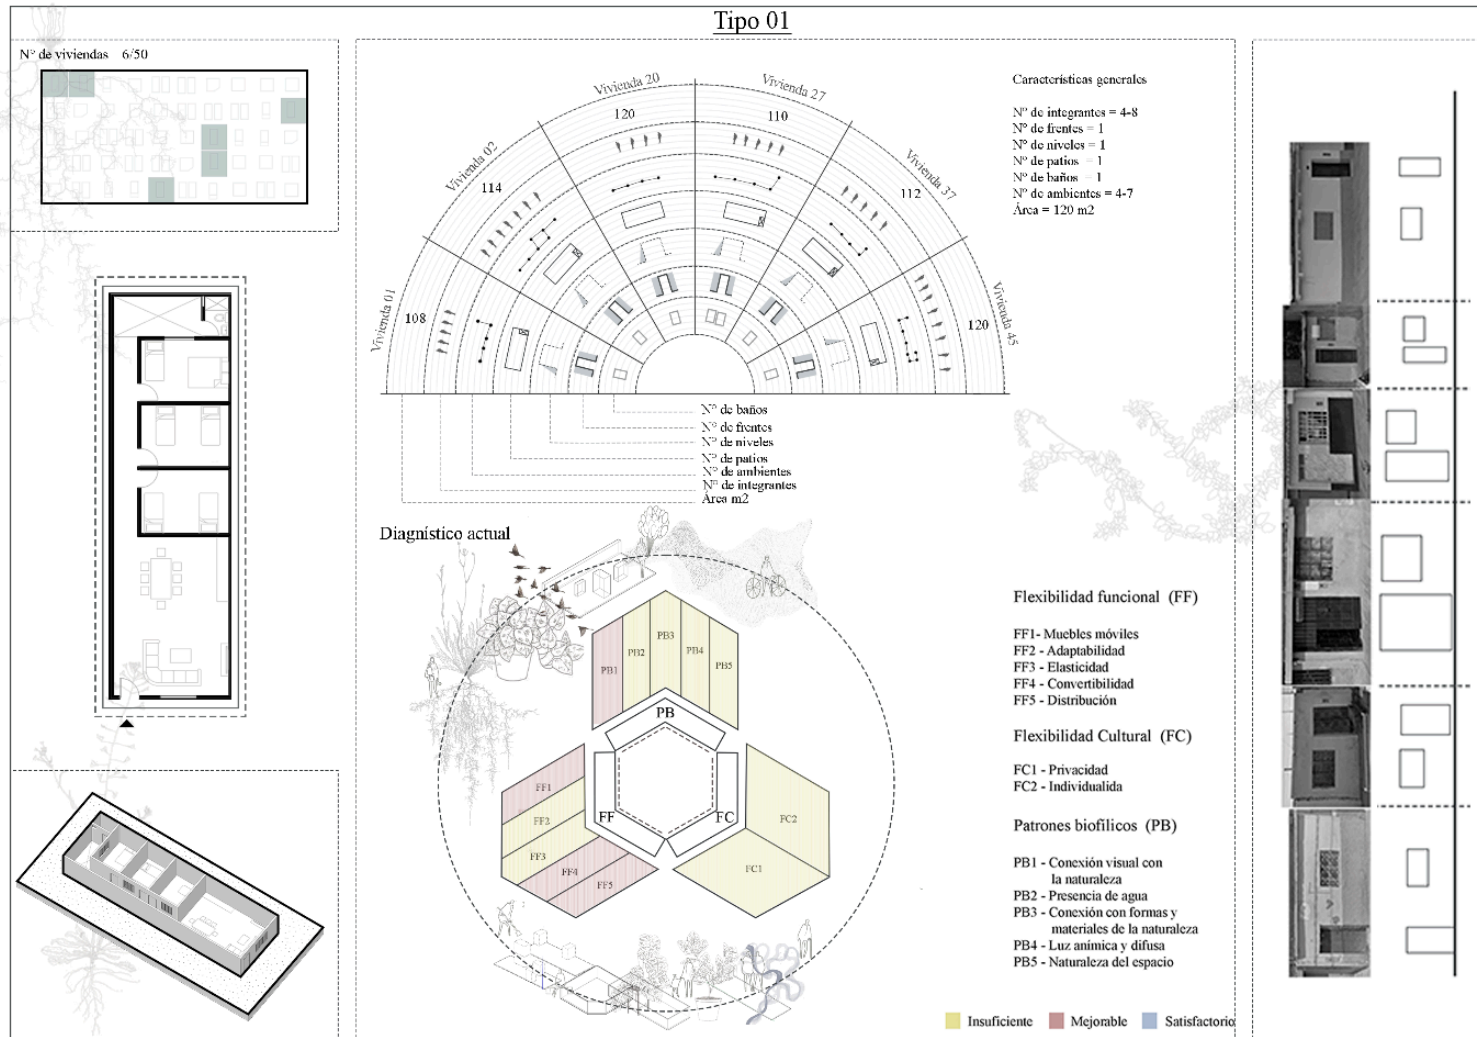 Tipo 01
N° de viviendas 6/50
Vivienda 01
Vivienda 02
Vivienda 20
Vivienda 27
Vivienda 37
Vivienda 45
108
114
120
110
112
120
Características generales
N° de integrantes = 4-8
N° de frentes = 1
N° de niveles = 1
N° de patios = 1
N° de baños = 1
N° de ambientes = 4-7
Área = 120 m2
N° de baños
N° de frentes
N° de niveles
N° de patios
N° de ambientes
N° de integrantes
Área m2
Diagnóstico actual
PB1
PB2
PB3
PB4
PB5
PB
FF
FC
FF1
FF2
FF3
FF4
FF5
FC2
FC1
Flexibilidad funcional (FF)
FF1- Muebles móviles
FF2 - Adaptabilidad
FF3 - Elasticidad
FF4 - Convertibilidad
FF5 - Distribución
Flexibilidad Cultural (FC)
FC1 - Privacidad
FC2 - Individualida
Patrones biofílicos (PB)
PB1 - Conexión visual con
la naturaleza
PB2 - Presencia de agua
PB3 - Conexión con formas y
materiales de la naturaleza
PB4 - Luz anímica y difusa
PB5 - Naturaleza del espacio
Insuficiente
Mejorable
Satisfactorio